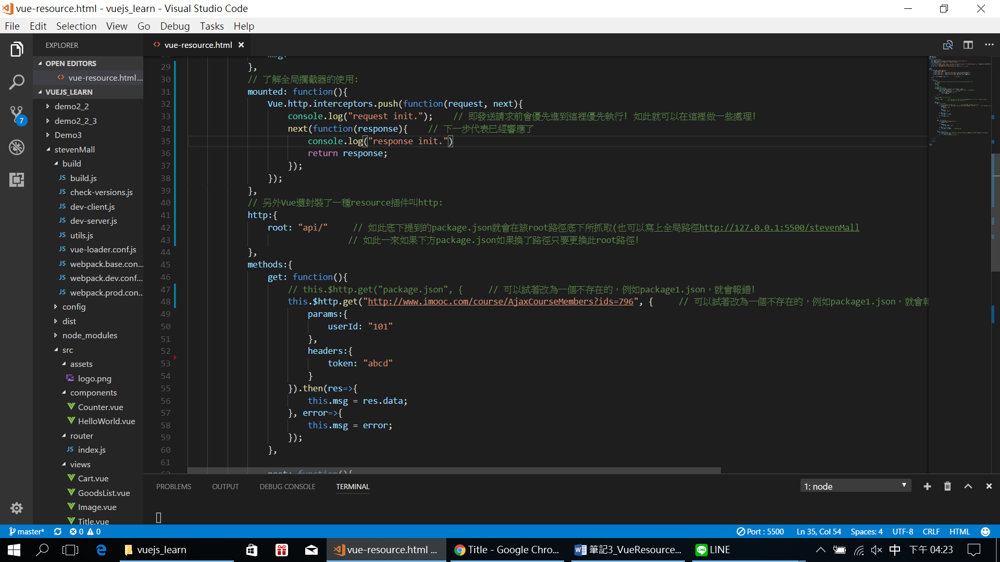 vue-resource.html - vuejs_learn - Visual Studio Code
File Edit Selection View Go Debug Tasks Help
EXPLORER
OPEN EDITORS
vue-resource.html...
VUEJS_LEARN
demo2_2
demo2_2_3
Demo3
stevenMall
build
JS build.js
JS check-versions.js
JS dev-client.js
JS dev-server.js
JS utils.js
JS vue-loader.conf.js
JS webpack.base.con...
JS webpack.dev.conf...
JS webpack.prod.con...
config
dist
node_modules
src
assets
logo.png
components
Counter.vue
HelloWorld.vue
router
JS index.js
views
Cart.vue
GoodsList.vue
Image.vue
Title.vue
7
vue-resource.html
28 msg:
29 },
30 // 了解全局攔截器的使用:
31 mounted: function(){
32 Vue.http.interceptors.push(function(request, next){
33 console.log("request init."); // 即發送請求前會優先進到這裡優先執行! 如此就可以在這裡做一些處理!
34 next(function(response){ // 下一步代表已經響應了
35 console.log("response init.")
36 return response;
37 });
38 });
39 },
40 // 另外Vue還封裝了一種resource插件叫http:
41 http:{
42 root: "api/" // 如此底下提到的package.json就會在該root路徑底下所抓取(也可以寫上全局路徑http://127.0.0.1:5500/stevenMall
43 // 如此一來如果下方package.json如果換了路徑只要更換此root路徑!
44 },
45 methods:{
46 get: function(){
47 // this.$http.get("package.json", { // 可以試著改為一個不存在的，例如package1.json，就會報錯!
48 this.$http.get("http://www.imooc.com/course/AjaxCourseMembers?ids=796", { // 可以試著改為一個不存在的，例如package1.json，就會報
49 params:{
50 userId: "101"
51 },
52 headers:{
53 token: "abcd"
54 }
55 }).then(res=>{
56 this.msg = res.data;
57 }, error=>{
58 this.msg = error;
59 });
60 },
61
62 post: function(){
PROBLEMS OUTPUT DEBUG CONSOLE TERMINAL
1: node
master* 0 0
Port : 5500 Ln 35, Col 54 Spaces: 4 UTF-8 CRLF HTML
vuejs_learn
vue-resource.html ...
Title - Google Chro...
筆記3_VueResource...
LINE
中 下午 04:23